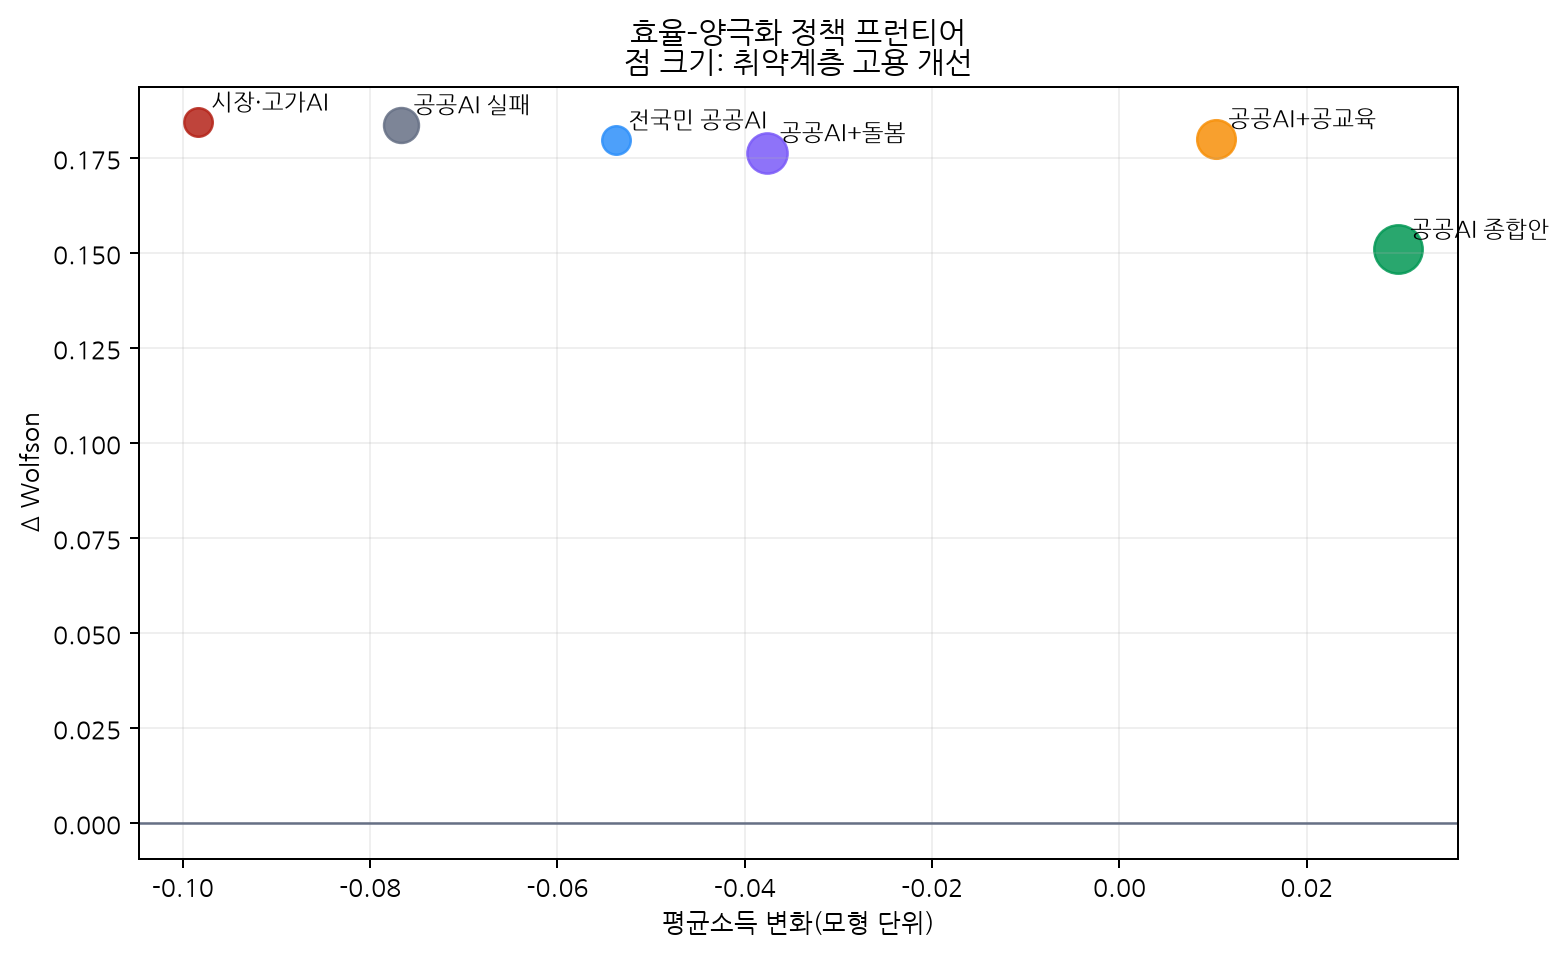 효율-양극화 정책 프런티어
점 크기: 취약계층 고용 개선
시장·고가AI
공공AI 실패
전국민 공공AI
공공AI+돌봄
공공AI+공교육
공공AI 종합안
Δ Wolfson
0.175
0.150
0.125
0.100
0.075
0.050
0.025
0.000
-0.10 -0.08 -0.06 -0.04 -0.02 0.00 0.02
평균소득 변화(모형 단위)